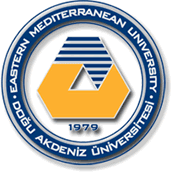 EASTERN MEDITERRANEAN UNIVERSITY
1979
DOĞU AKDENİZ ÜNİVERSİTESİ